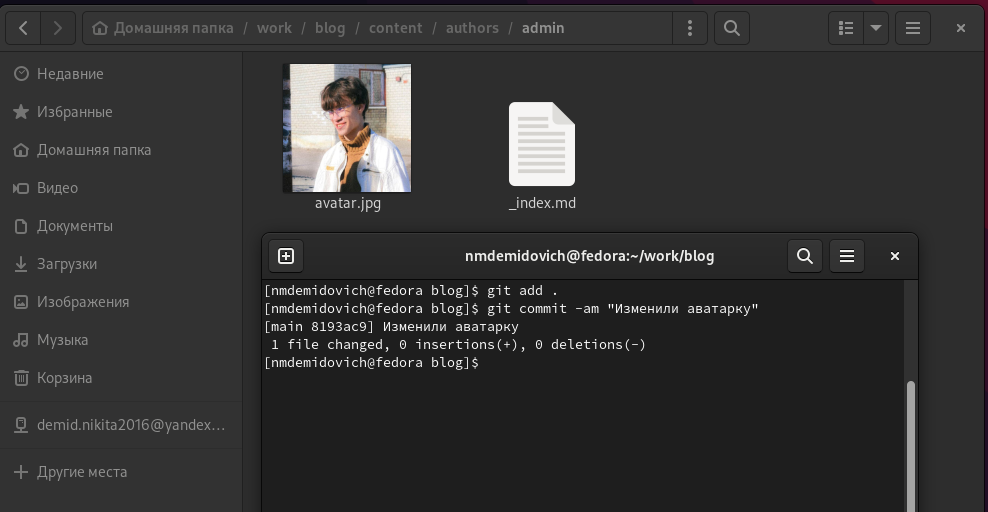 Домашняя папка / work / blog / content / authors / admin
Недавние
Избранные
Домашняя папка
Видео
Документы
Загрузки
Изображения
Музыка
Корзина
demid.nikita2016@yandex...
Другие места
avatar.jpg
_index.md
nmdemidovich@fedora:~/work/blog
[nmdemidovich@fedora blog]$ git add .
[nmdemidovich@fedora blog]$ git commit -am "Изменили аватарку"
[main 8193ac9] Изменили аватарку
1 file changed, 0 insertions(+), 0 deletions(-)
[nmdemidovich@fedora blog]$